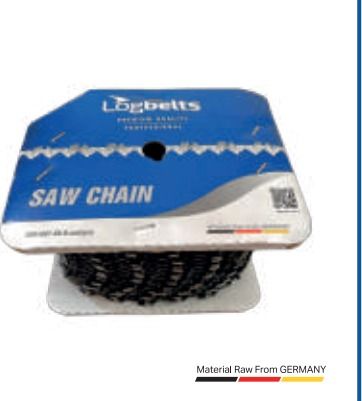 Logbelts
PREMIUM QUALITY
PROFESSIONAL
SAW CHAIN
Material Raw From GERMANY